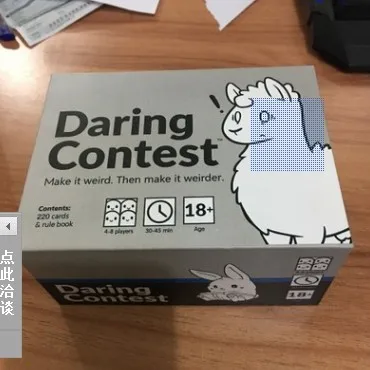 !
Daring
Contest™
Make it weird. Then make it weirder.
Contents:
220 cards
& rule book
4-8 players
30-45 min
18+
Age
Daring
Contest
18+
点
此
洽
谈